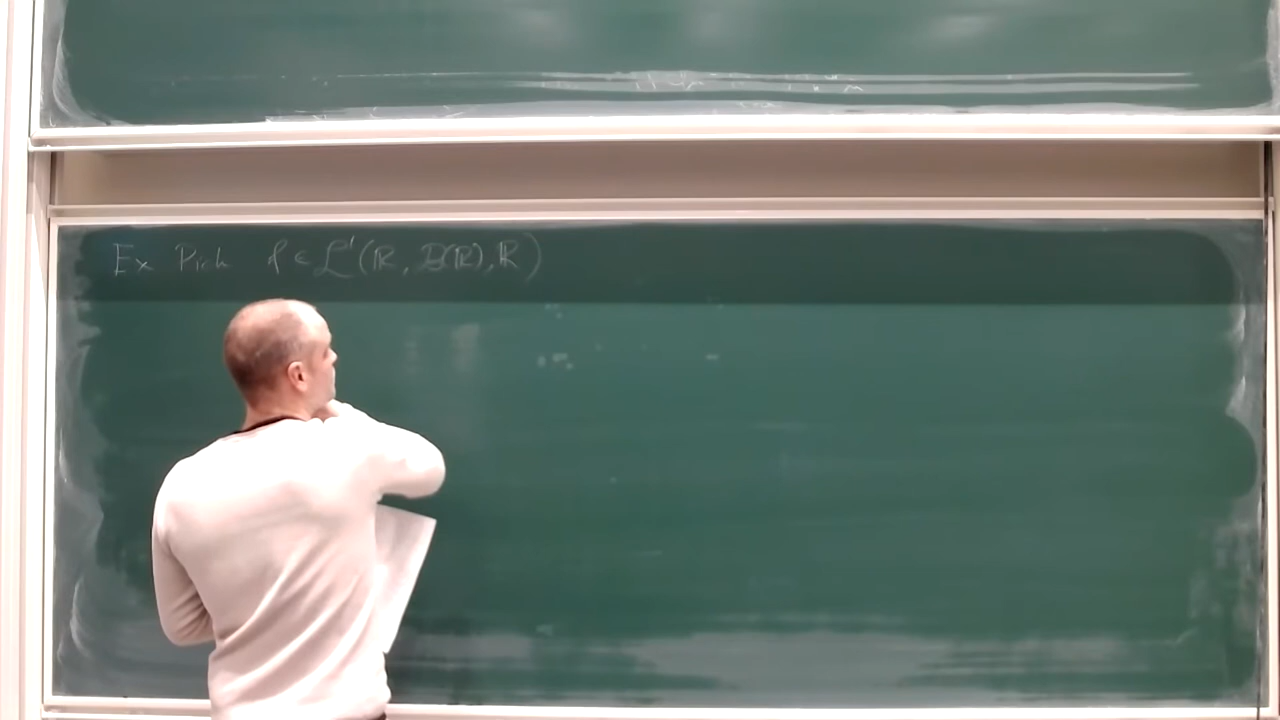 Ex Pick f ∈ ℒ¹(ℝ, ℬ(ℝ), ℝ)